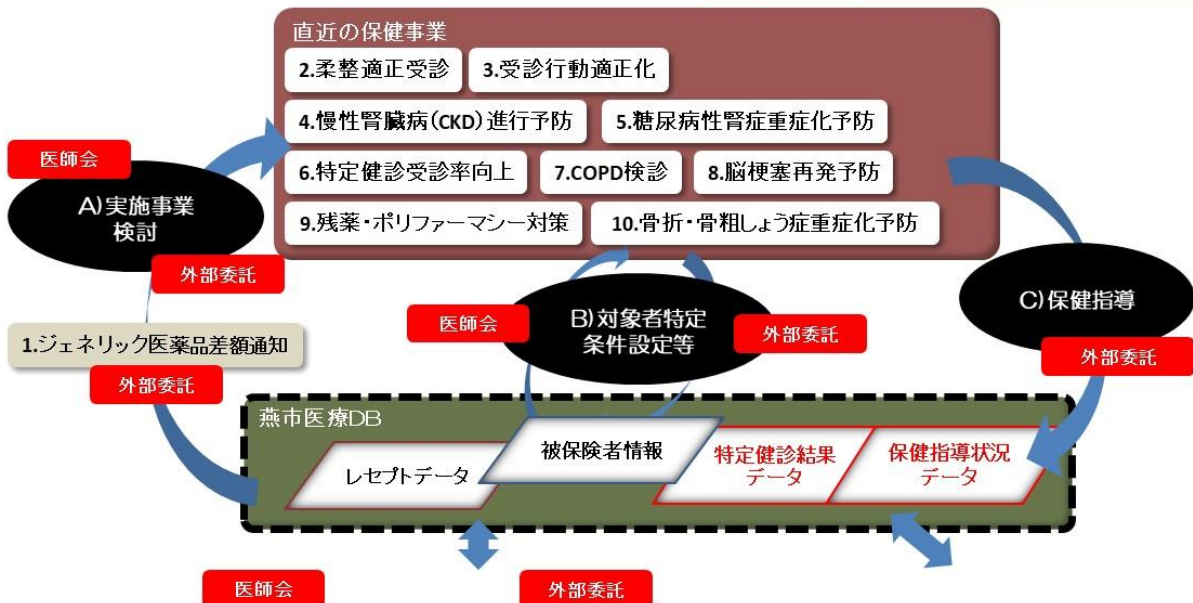 直近の保健事業
2.柔整適正受診
3.受診行動適正化
4.慢性腎臓病(CKD)進行予防
5.糖尿病性腎症重症化予防
6.特定健診受診率向上
7.COPD検診
8.脳梗塞再発予防
9.残薬・ポリファーマシー対策
10.骨折・骨粗しょう症重症化予防
医師会
A)実施事業
検討
外部委託
1.ジェネリック医薬品差額通知
外部委託
医師会
B)対象者特定
条件設定等
外部委託
C)保健指導
外部委託
燕市医療DB
レセプトデータ
被保険者情報
特定健診結果
データ
保健指導状況
データ
医師会
外部委託